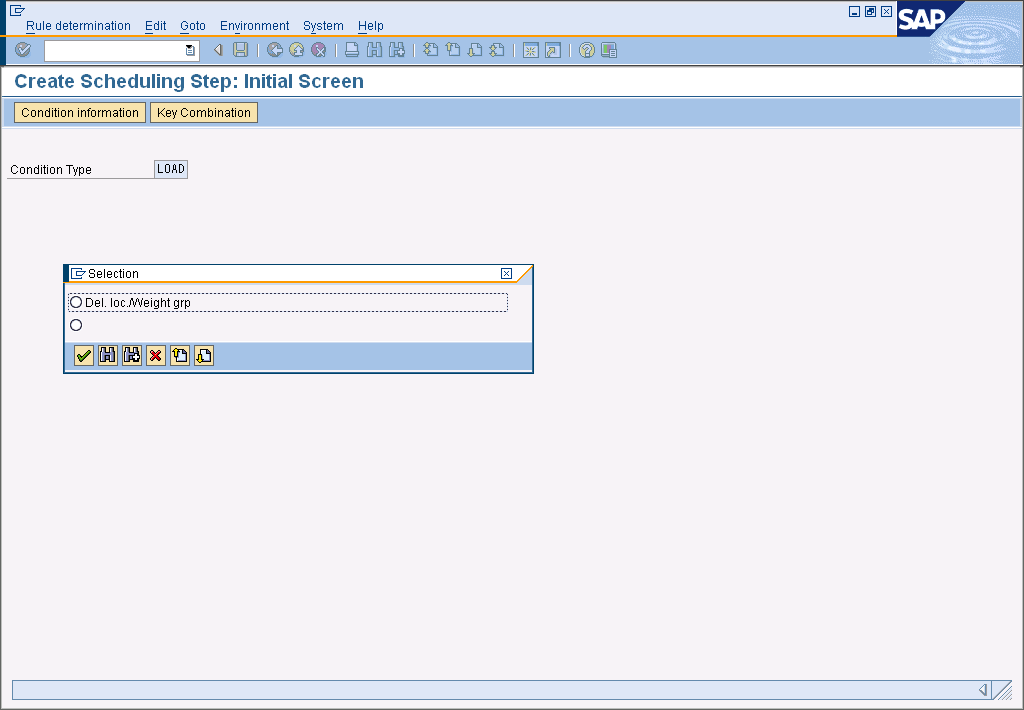 Rule determination Edit Goto Environment System Help
SAP
Create Scheduling Step: Initial Screen
Condition information Key Combination
Condition Type LOAD
Selection
Del. loc./Weight grp